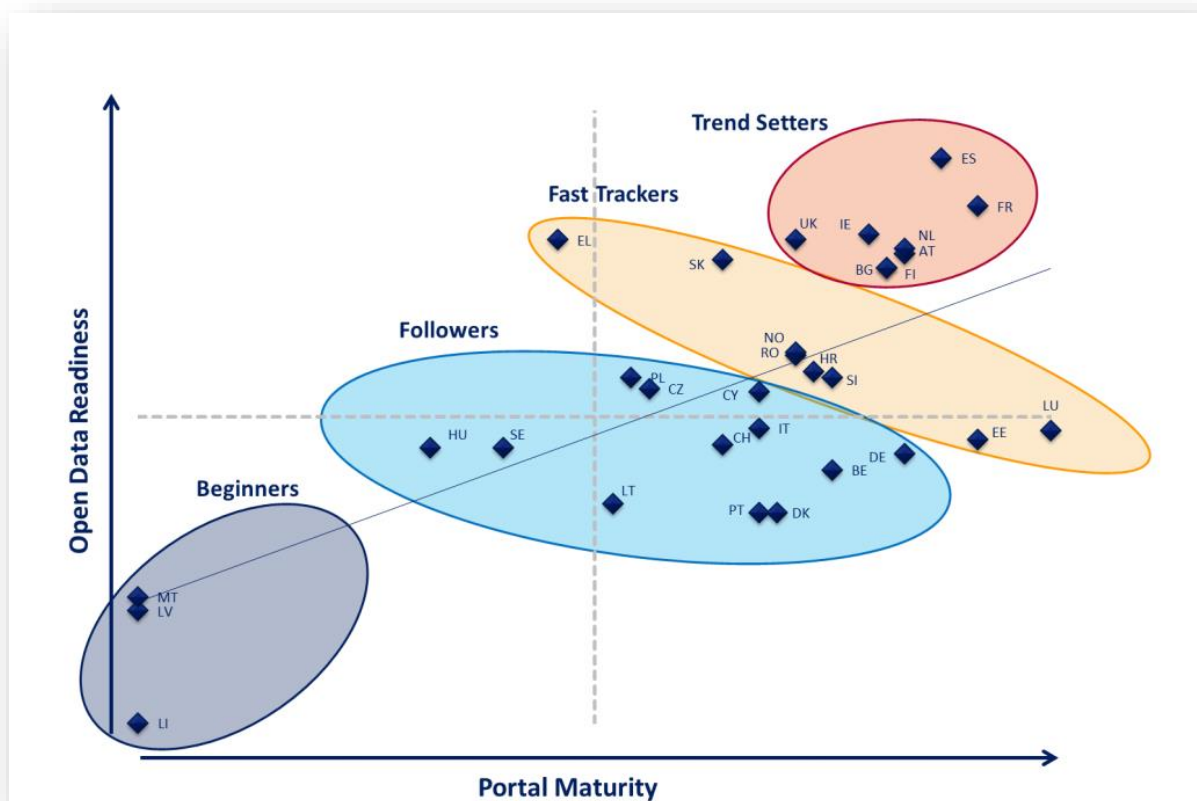 Trend Setters
ES
Fast Trackers
FR
UK
IE
EL
NL
AT
SK
BG
FI
Followers
NO
RO
HR
PL
SI
CZ
CY
LU
HU
SE
IT
EE
CH
DE
BE
Beginners
LT
PT
DK
Open Data Readiness
MT
LV
LI
Portal Maturity